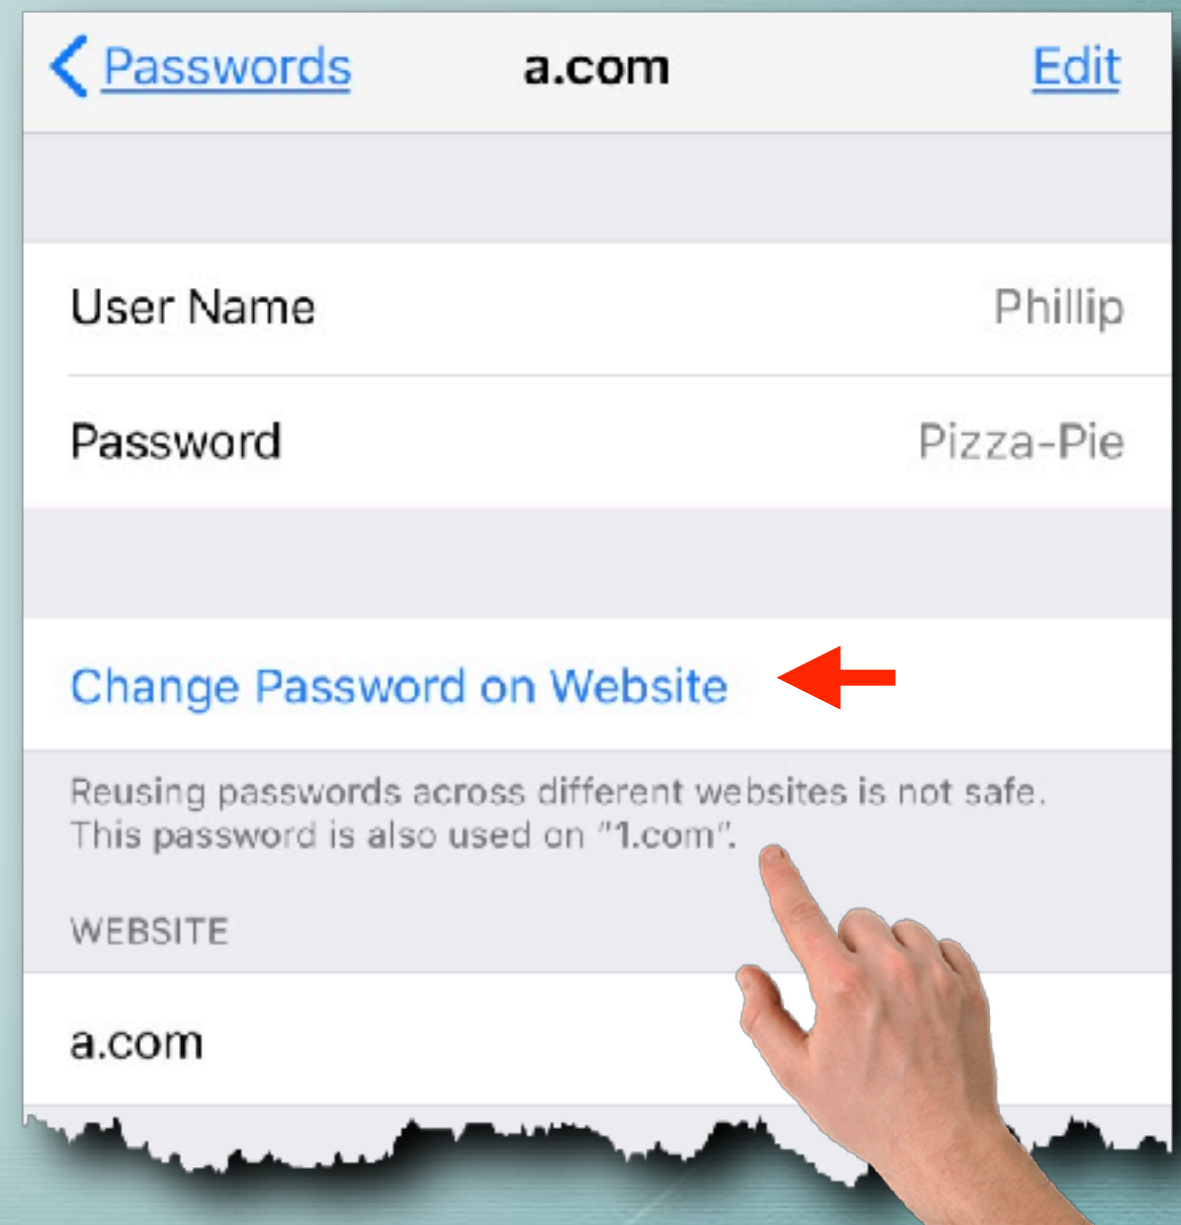 Passwords a.com Edit
User Name Phillip
Password Pizza-Pie
Change Password on Website
Reusing passwords across different websites is not safe.
This password is also used on "1.com".
WEBSITE
a.com